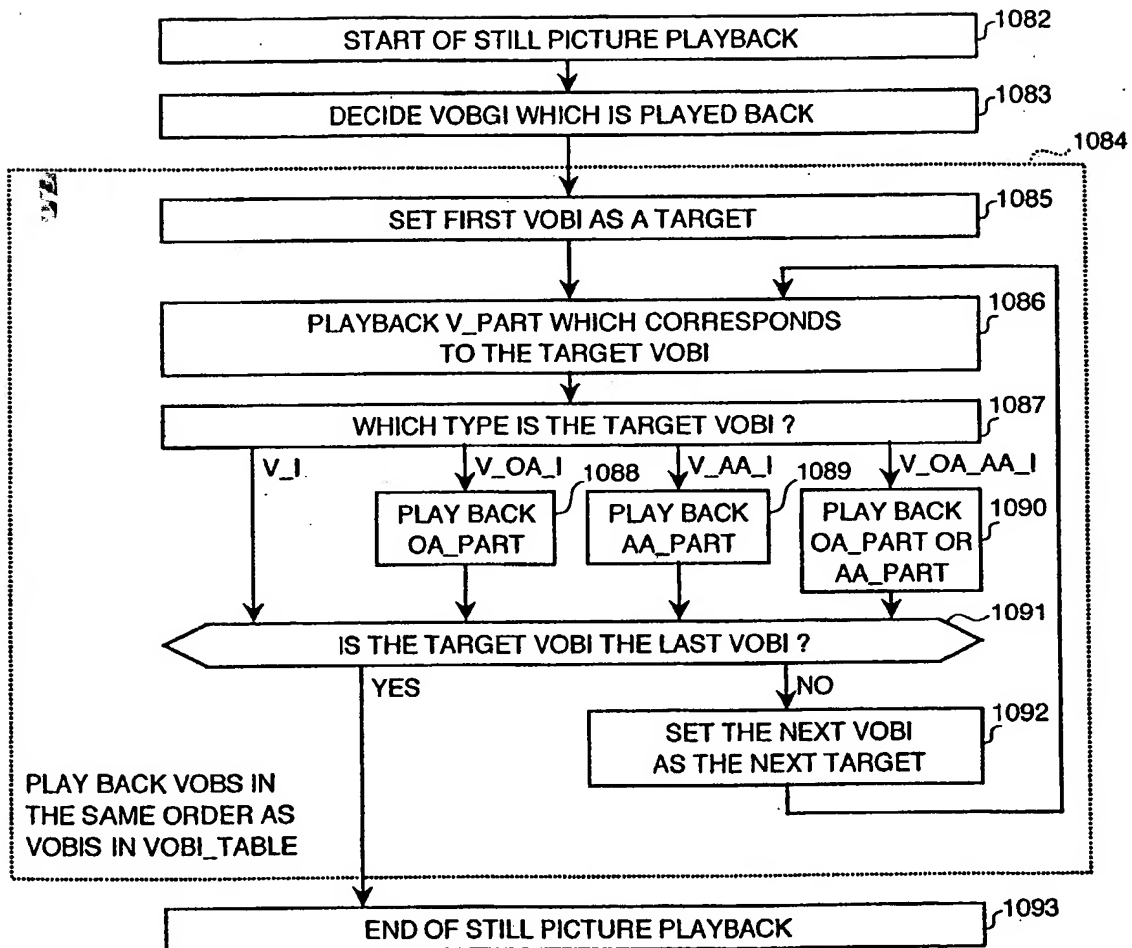 START OF STILL PICTURE PLAYBACK
1082
DECIDE VOBGI WHICH IS PLAYED BACK
1083
1084
SET FIRST VOBI AS A TARGET
1085
PLAYBACK V_PART WHICH CORRESPONDS
TO THE TARGET VOBI
1086
WHICH TYPE IS THE TARGET VOBI ?
1087
V_I
V_OA_I
V_AA_I
V_OA_AA_I
PLAY BACK
OA_PART
1088
PLAY BACK
AA_PART
1089
PLAY BACK
OA_PART OR
AA_PART
1090
IS THE TARGET VOBI THE LAST VOBI ?
1091
YES
NO
SET THE NEXT VOBI
AS THE NEXT TARGET
1092
PLAY BACK VOBS IN
THE SAME ORDER AS
VOBIS IN VOBI_TABLE
END OF STILL PICTURE PLAYBACK
1093